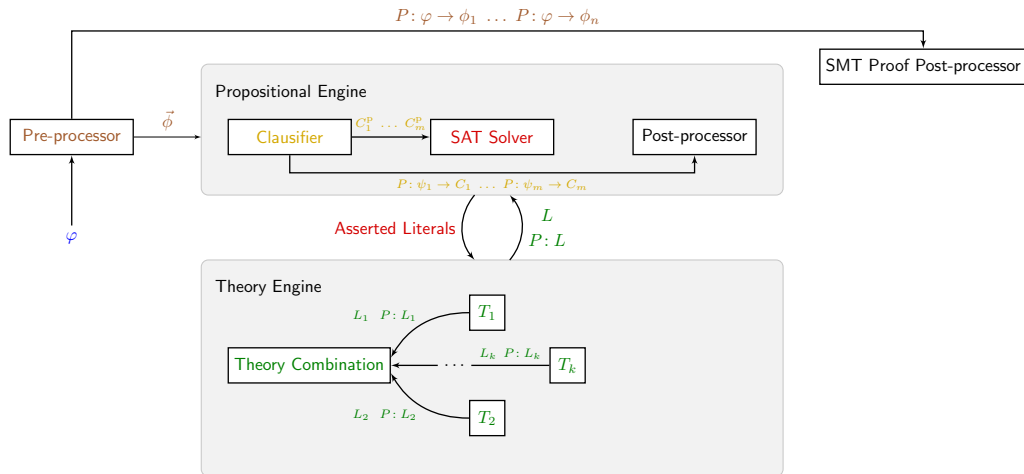 P : φ → ϕ₁ … P : φ → ϕₙ
SMT Proof Post-processor
Propositional Engine
Pre-processor
ϕ⃗
Clausifier
C₁ᵖ … Cₘᵖ
SAT Solver
Post-processor
P : ψ₁ → C₁ … P : ψₘ → Cₘ
φ
Asserted Literals
L
P : L
Theory Engine
L₁ P : L₁
T₁
Theory Combination
…
Lₖ P : Lₖ
Tₖ
L₂ P : L₂
T₂